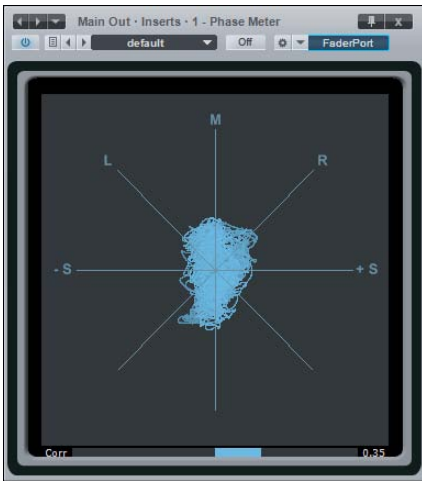 Main Out · Inserts · 1 - Phase Meter x
default Off FaderPort
M
L R
- S + S
Corr 0.35